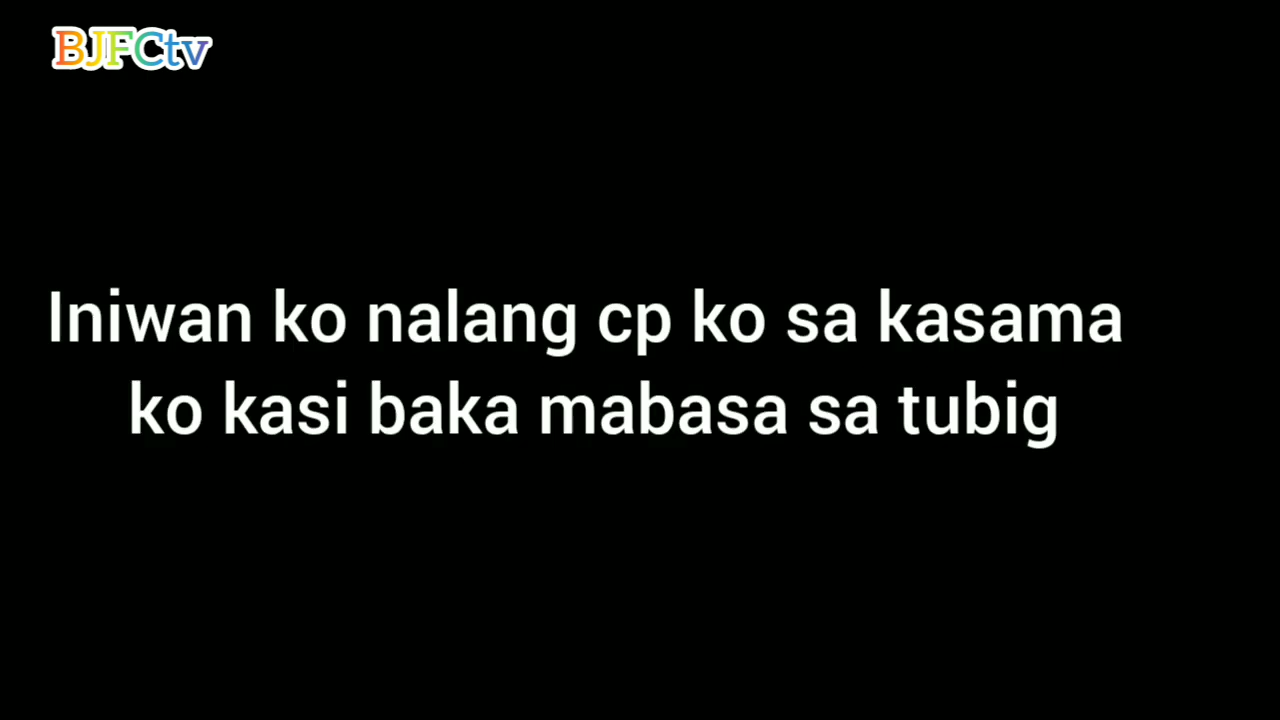 BJFCtv
Iniwan ko nalang cp ko sa kasama
ko kasi baka mabasa sa tubig